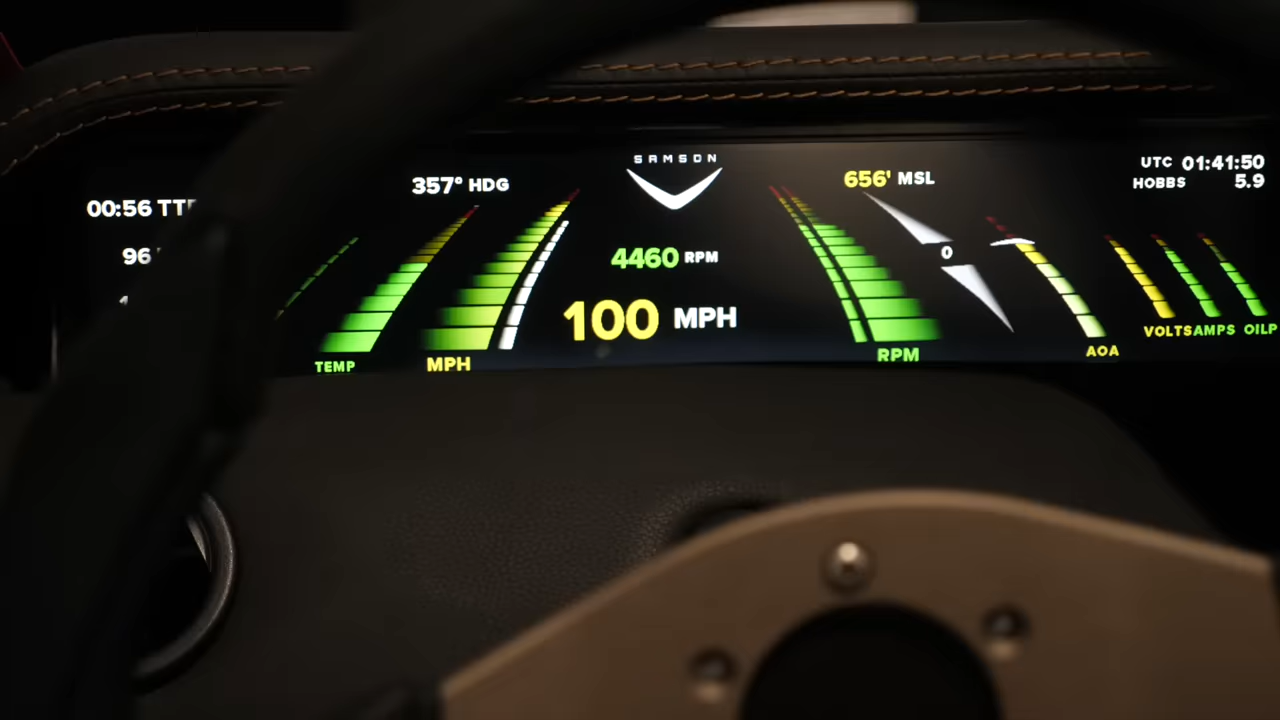 SAMSON
357° HDG
656' MSL
UTC 01:41:50
HOBBS 5.9
00:56
96
4460 RPM
0
100 MPH
TEMP
MPH
RPM
AOA
VOLTS
AMPS
OILP